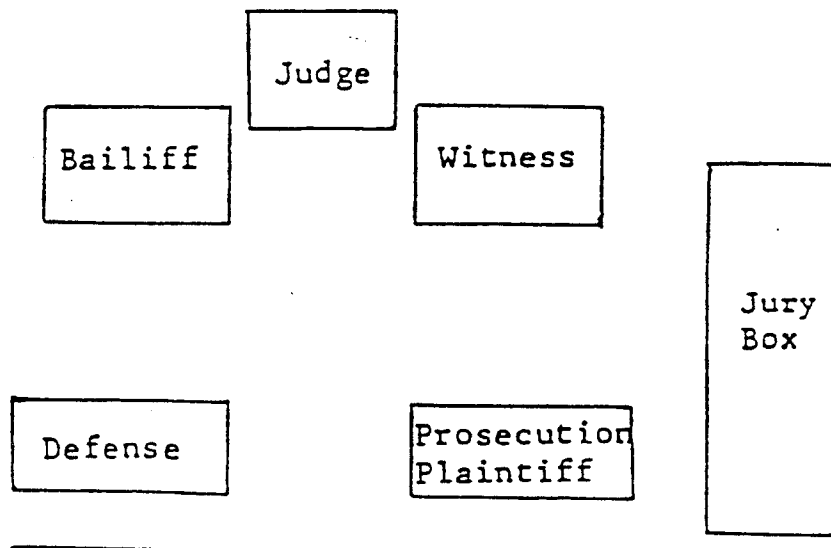 Judge
Bailiff
Witness
Jury
Box
Defense
Prosecution
Plaintiff